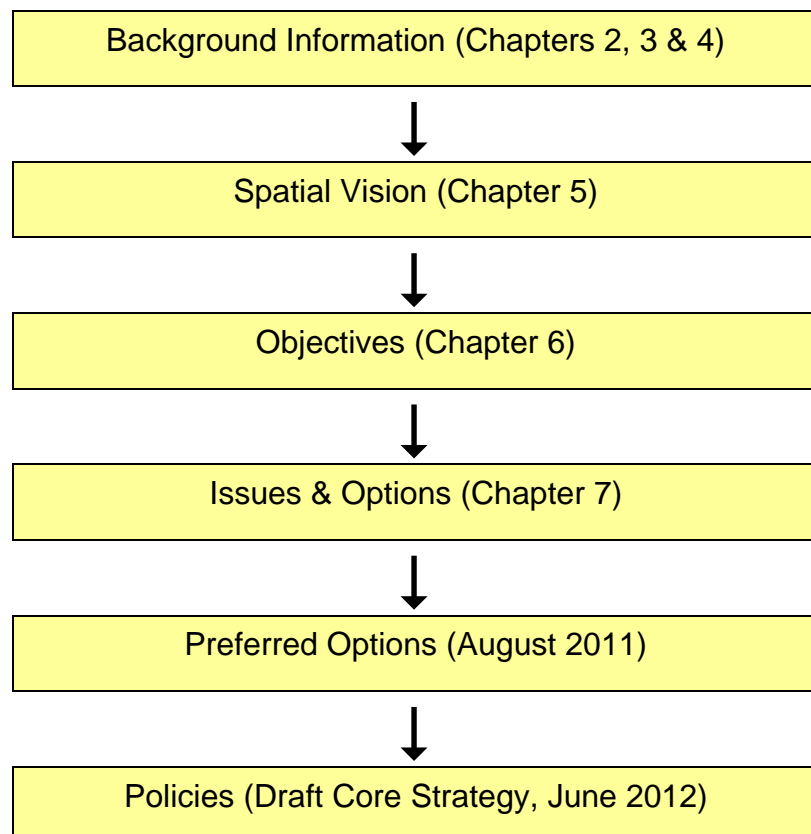 Background Information (Chapters 2, 3 & 4)
Spatial Vision (Chapter 5)
Objectives (Chapter 6)
Issues & Options (Chapter 7)
Preferred Options (August 2011)
Policies (Draft Core Strategy, June 2012)